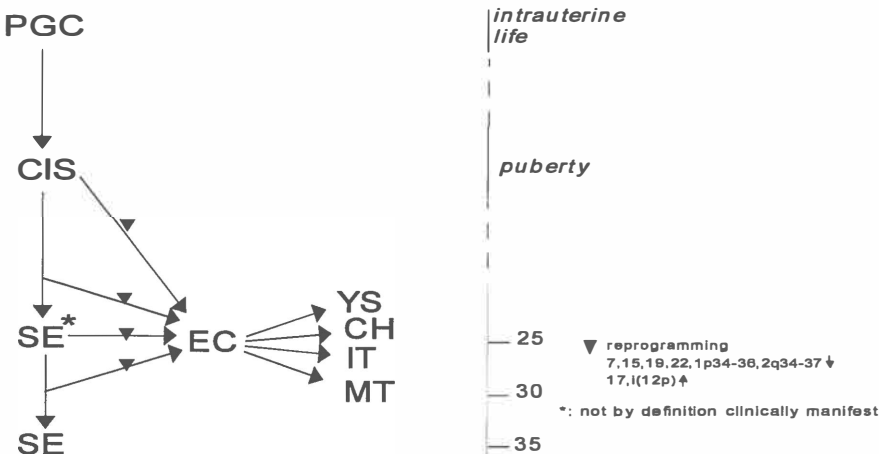 PGC
CIS
SE*
SE
EC
YS
CH
IT
MT
intrauterine
life
puberty
25
30
35
reprogramming
7,15,19,22,1p34-36,2q34-37
17,i(12p)
*: not by definition clinically manifest